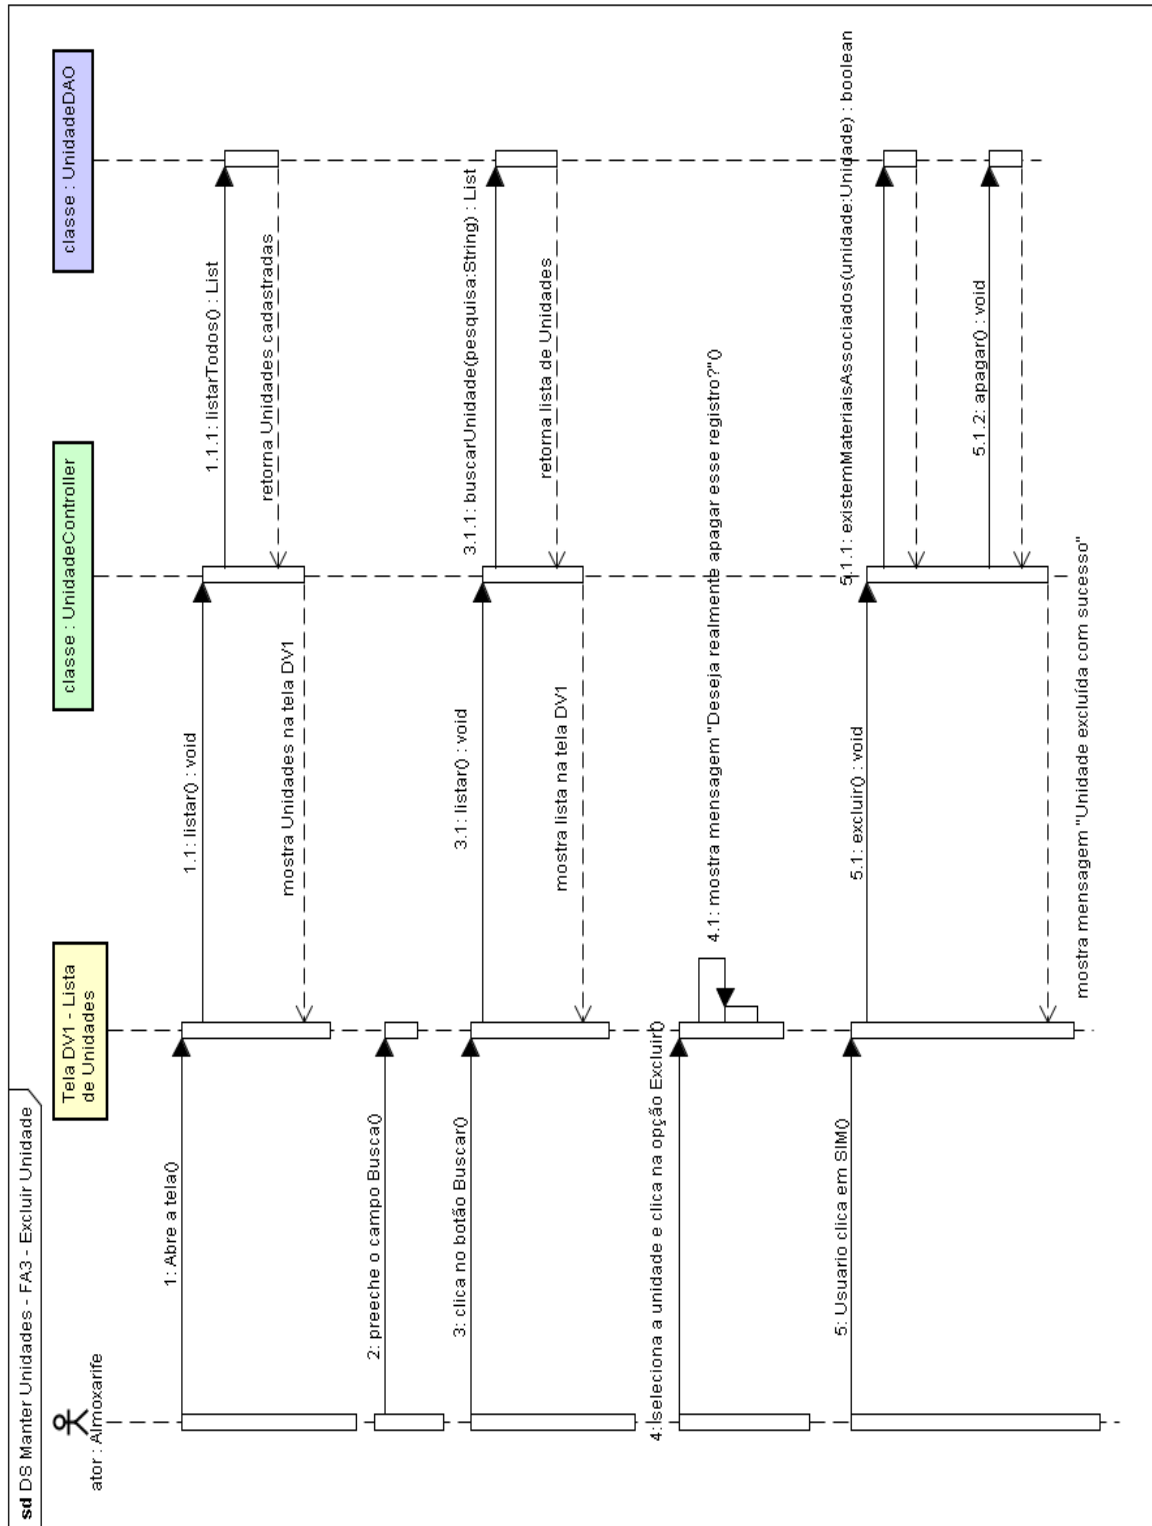 sd DS Manter Unidades - FA3 - Excluir Unidade
ator : Almoxarife
Tela DV1 - Lista
de Unidades
classe : UnidadeController
classe : UnidadeDAO
1: Abre a tela()
1.1: listar() : void
1.1.1: listarTodos() : List
retorna Unidades cadastradas
mostra Unidades na tela DV1
2: preeche o campo Busca()
3: clica no botão Buscar()
3.1: listar() : void
3.1.1: buscarUnidade(pesquisa:String) : List
retorna lista de Unidades
mostra lista na tela DV1
4: lseleciona a unidade e clica na opção Excluir()
4.1: mostra mensagem "Deseja realmente apagar esse registro?"()
5: Usuario clica em SIM()
5.1: excluir() : void
5.1.1: existemMateriaisAssociados(unidade:Unidade) : boolean
5.1.2: apagar() : void
mostra mensagem "Unidade excluída com sucesso"